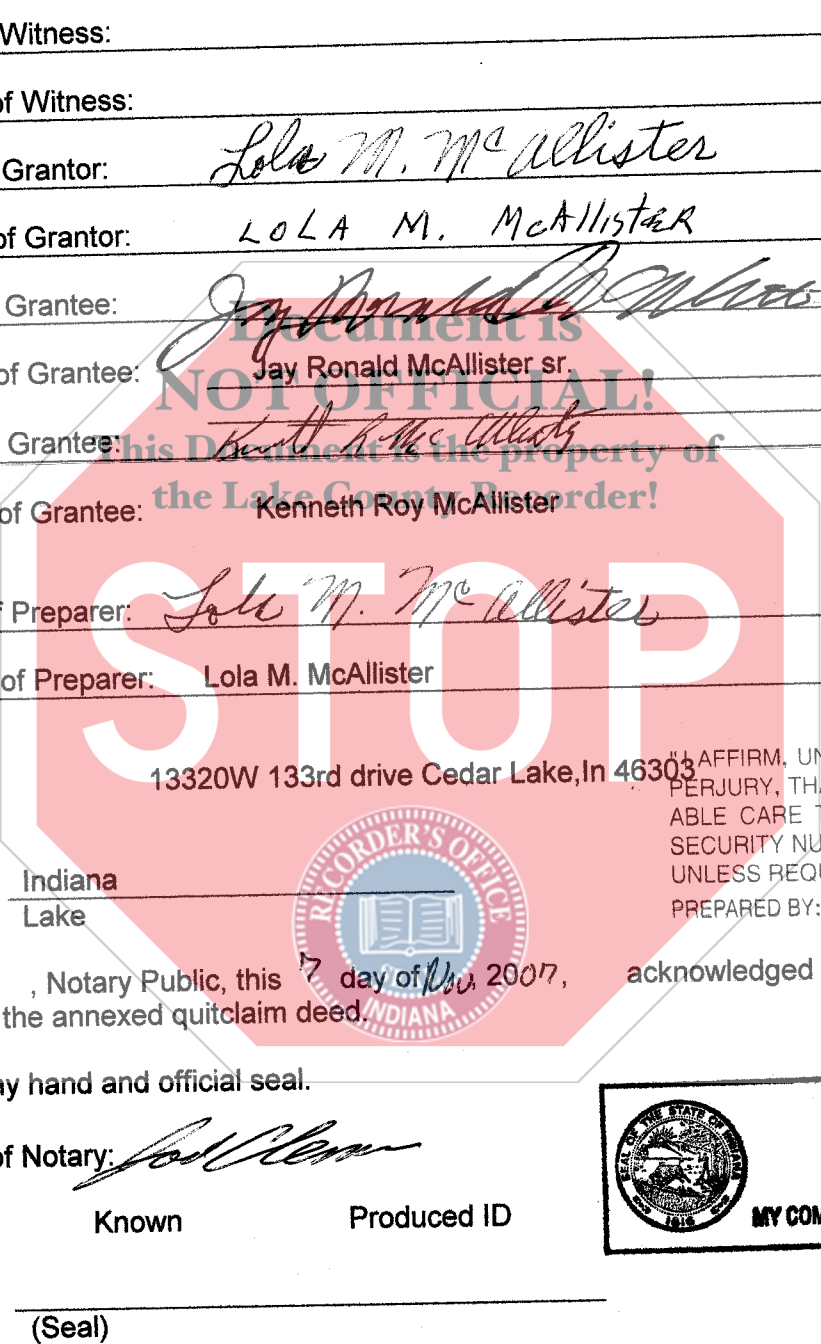 Witness:
of Witness:
Grantor: Lola M. McAllister
of Grantor: LOLA M. McAllistER
Grantee: Jay Ronald
Document is
of Grantee: Jay Ronald McAllister sr.
NOT OFFICIAL!
Grantee:
This Document is the property of
the Lake County Recorder!
of Grantee: Kenneth Roy McAllister
STOP
Preparer: Lola M. McAllister
of Preparer: Lola M. McAllister
13320W 133rd drive Cedar Lake,In 46303
"I AFFIRM, UN
PERJURY, THA
ABLE CARE T
SECURITY NU
UNLESS REQU
PREPARED BY:
RECORDER'S OFFICE
INDIANA
Indiana
Lake
, Notary Public, this 7 day of Nov. 2007, acknowledged
the annexed quitclaim deed.
ny hand and official seal.
of Notary:
SEAL OF THE STATE OF INDIANA
1816
MY COM
Known Produced ID
(Seal)